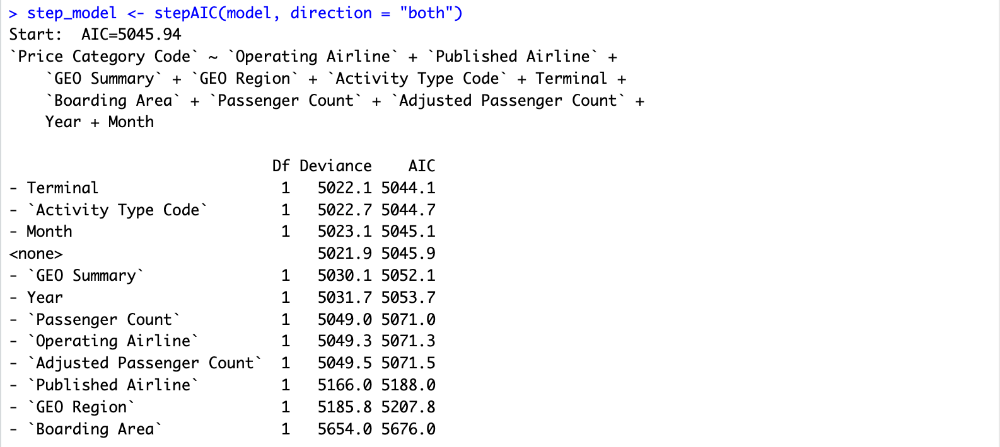 > step_model <- stepAIC(model, direction = "both")
Start:  AIC=5045.94
`Price Category Code` ~ `Operating Airline` + `Published Airline` +
    `GEO Summary` + `GEO Region` + `Activity Type Code` + Terminal +
    `Boarding Area` + `Passenger Count` + `Adjusted Passenger Count` +
    Year + Month

                             Df Deviance    AIC
- Terminal                    1   5022.1 5044.1
- `Activity Type Code`        1   5022.7 5044.7
- Month                       1   5023.1 5045.1
<none>                            5021.9 5045.9
- `GEO Summary`               1   5030.1 5052.1
- Year                        1   5031.7 5053.7
- `Passenger Count`           1   5049.0 5071.0
- `Operating Airline`         1   5049.3 5071.3
- `Adjusted Passenger Count`  1   5049.5 5071.5
- `Published Airline`         1   5166.0 5188.0
- `GEO Region`                1   5185.8 5207.8
- `Boarding Area`             1   5654.0 5676.0